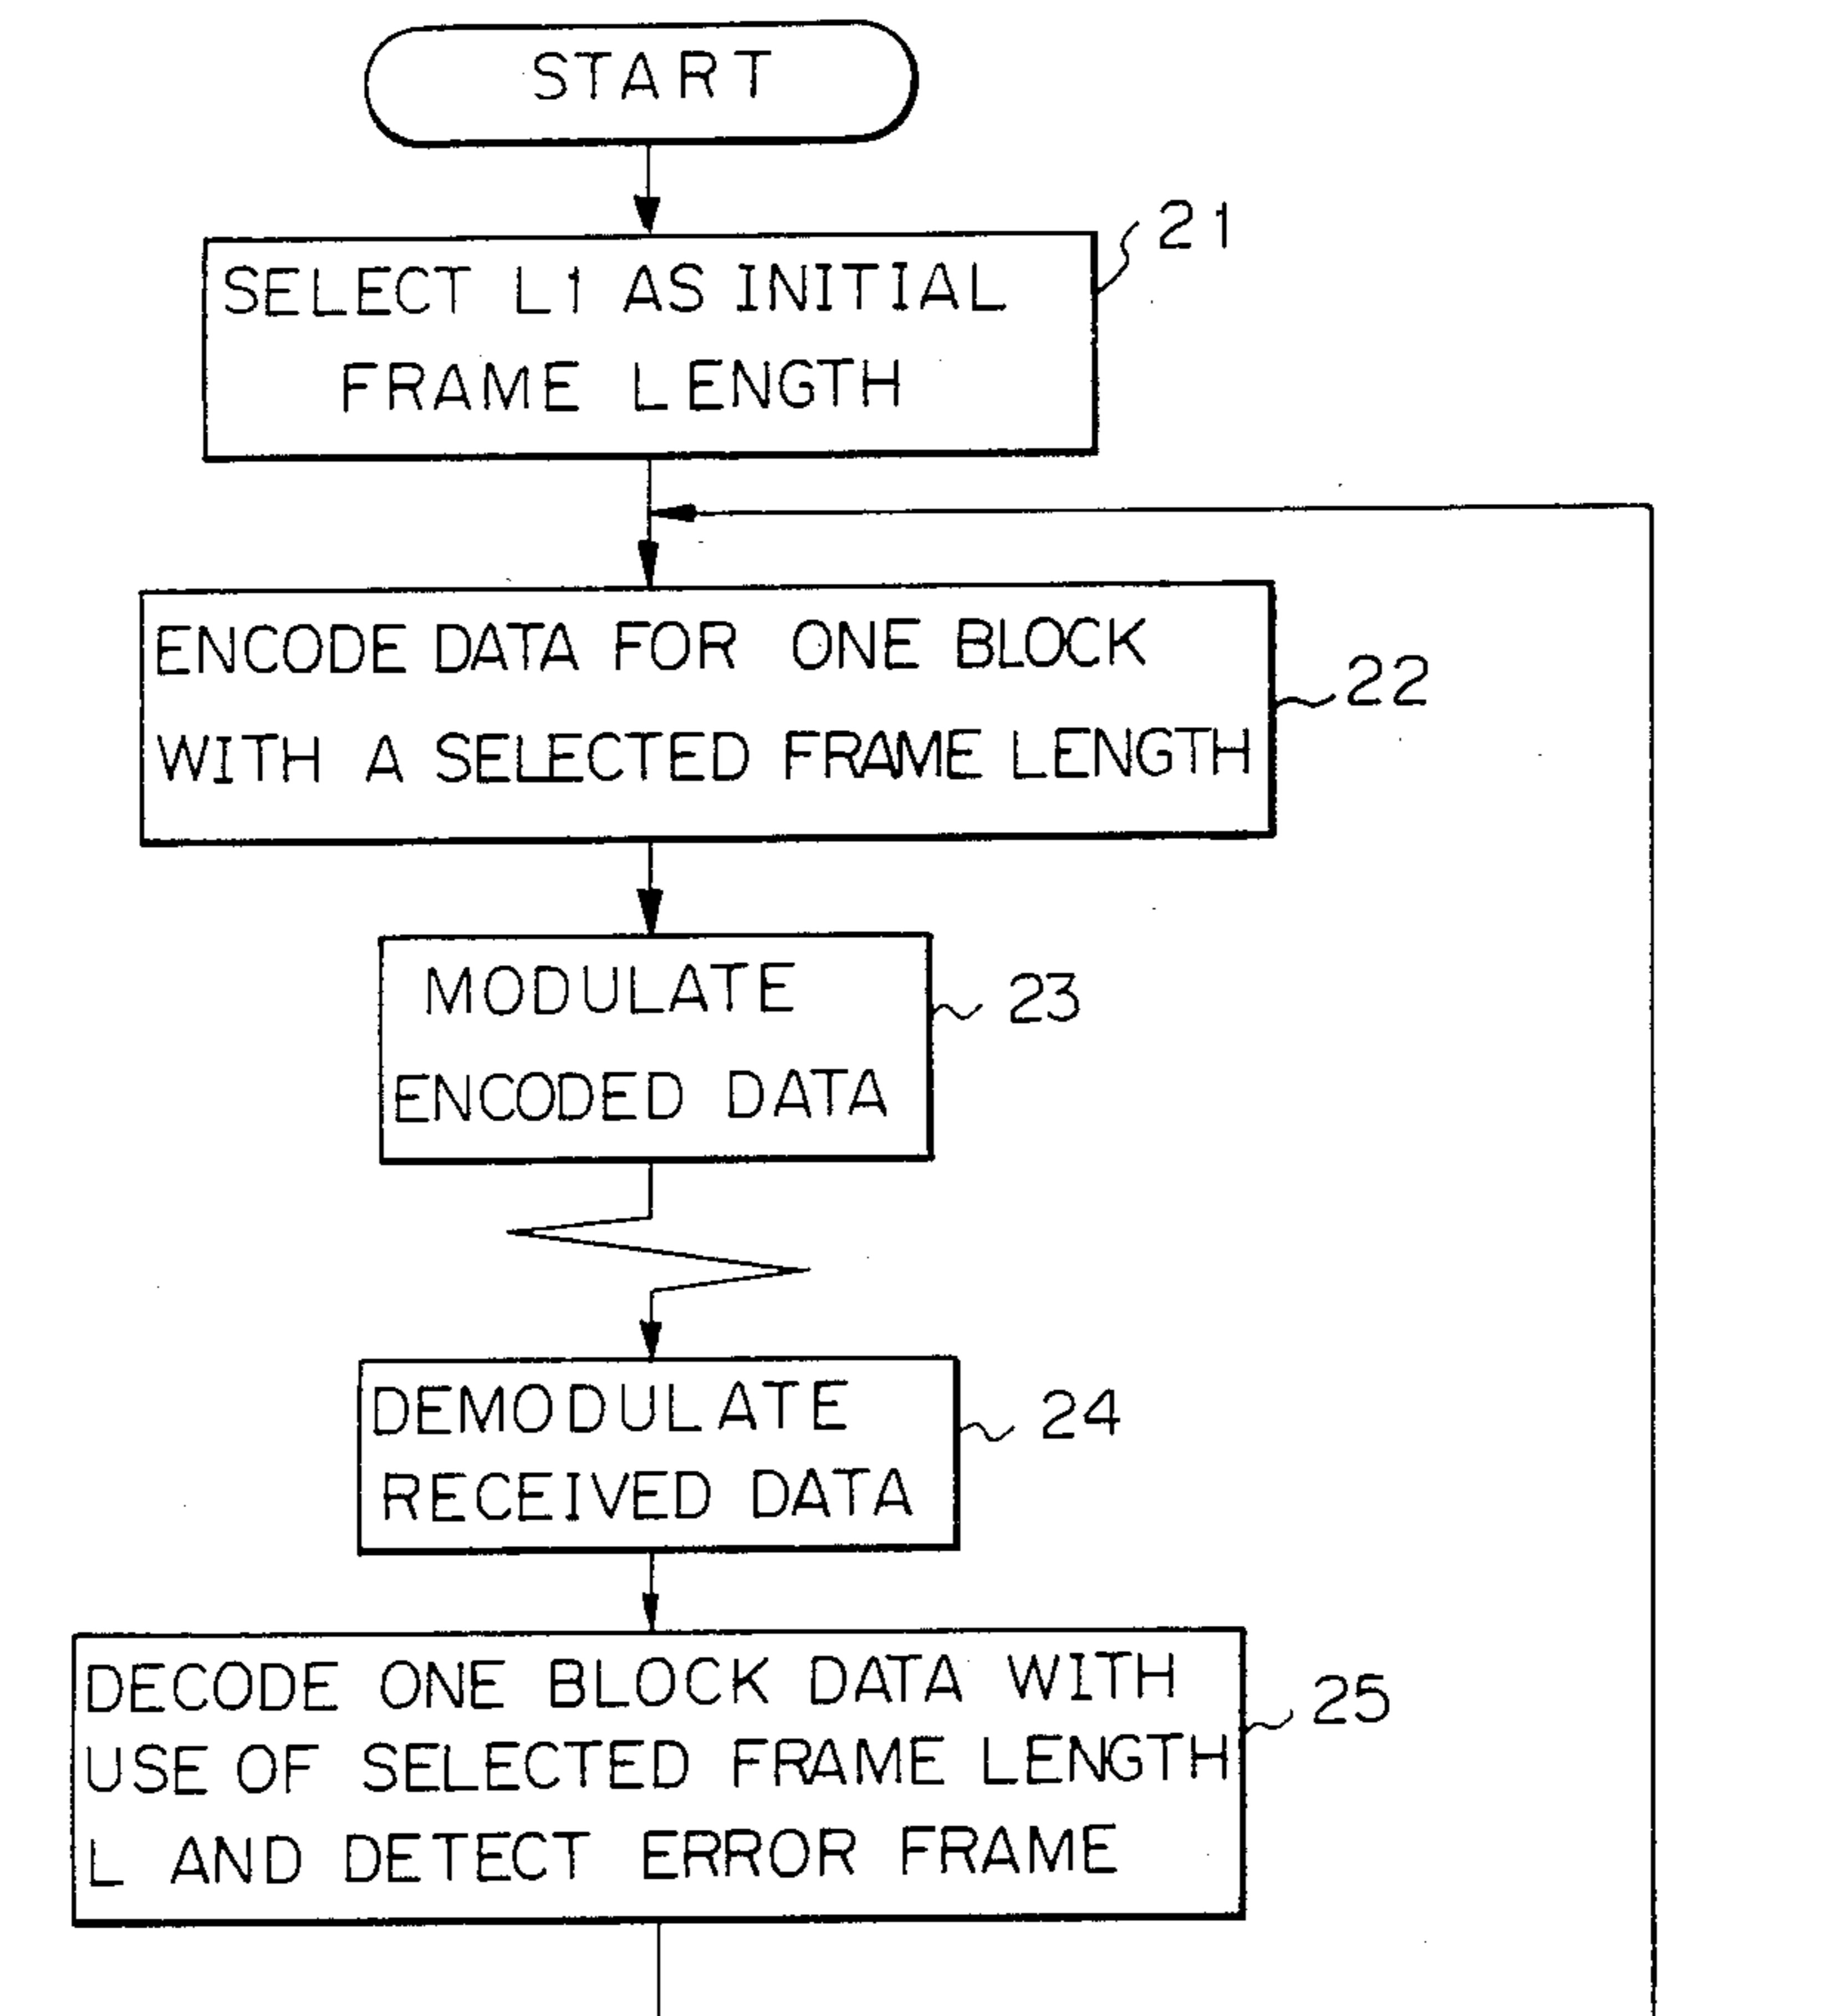 START
21
SELECT L1 AS INITIAL
FRAME LENGTH
ENCODE DATA FOR ONE BLOCK
WITH A SELECTED FRAME LENGTH
22
MODULATE
ENCODED DATA
23
DEMODULATE
RECEIVED DATA
24
DECODE ONE BLOCK DATA WITH
USE OF SELECTED FRAME LENGTH
L AND DETECT ERROR FRAME
25